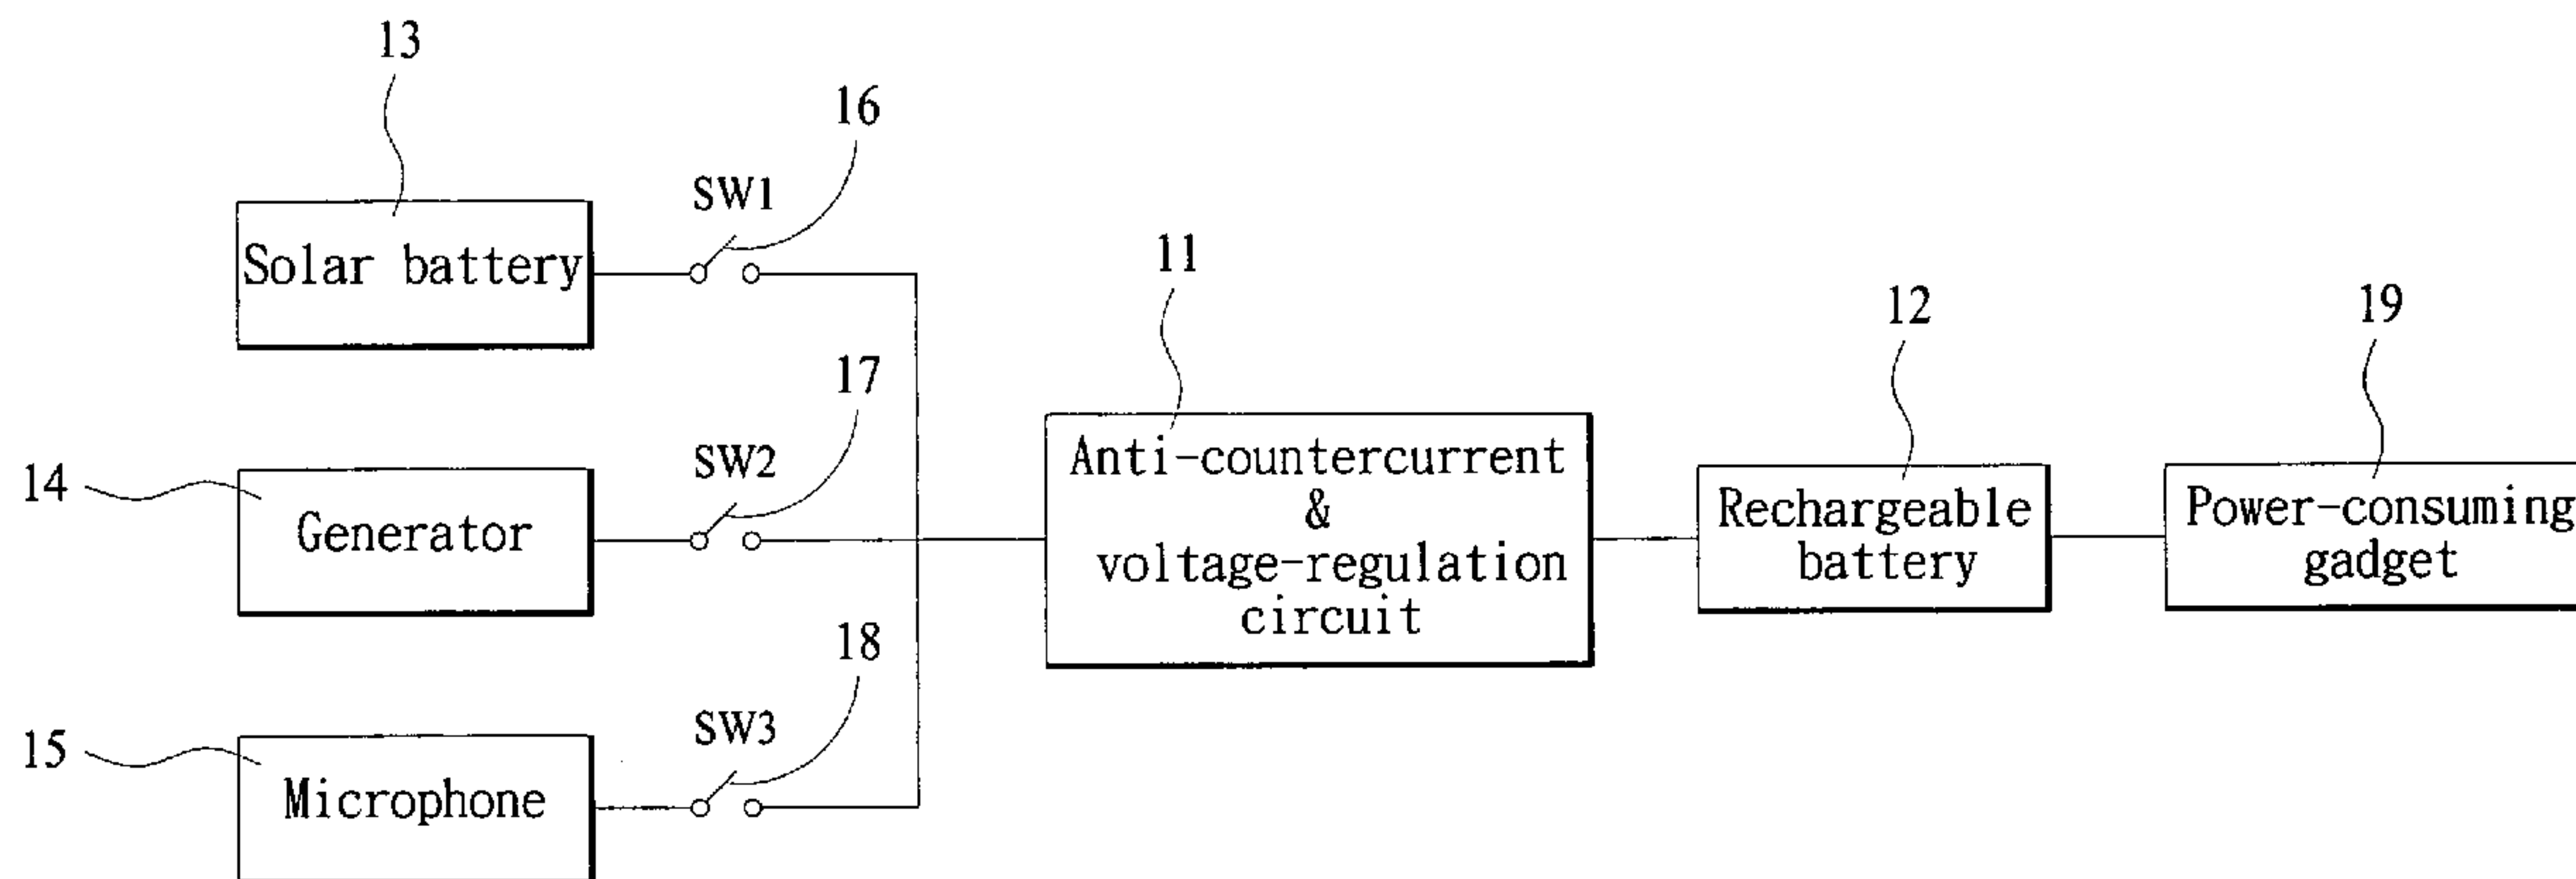 13
16
SW1
Solar battery
11
12
19
17
SW2
14
Generator
Anti-countercurrent
&
voltage-regulation
circuit
Rechargeable
battery
Power-consuming
gadget
18
SW3
15
Microphone